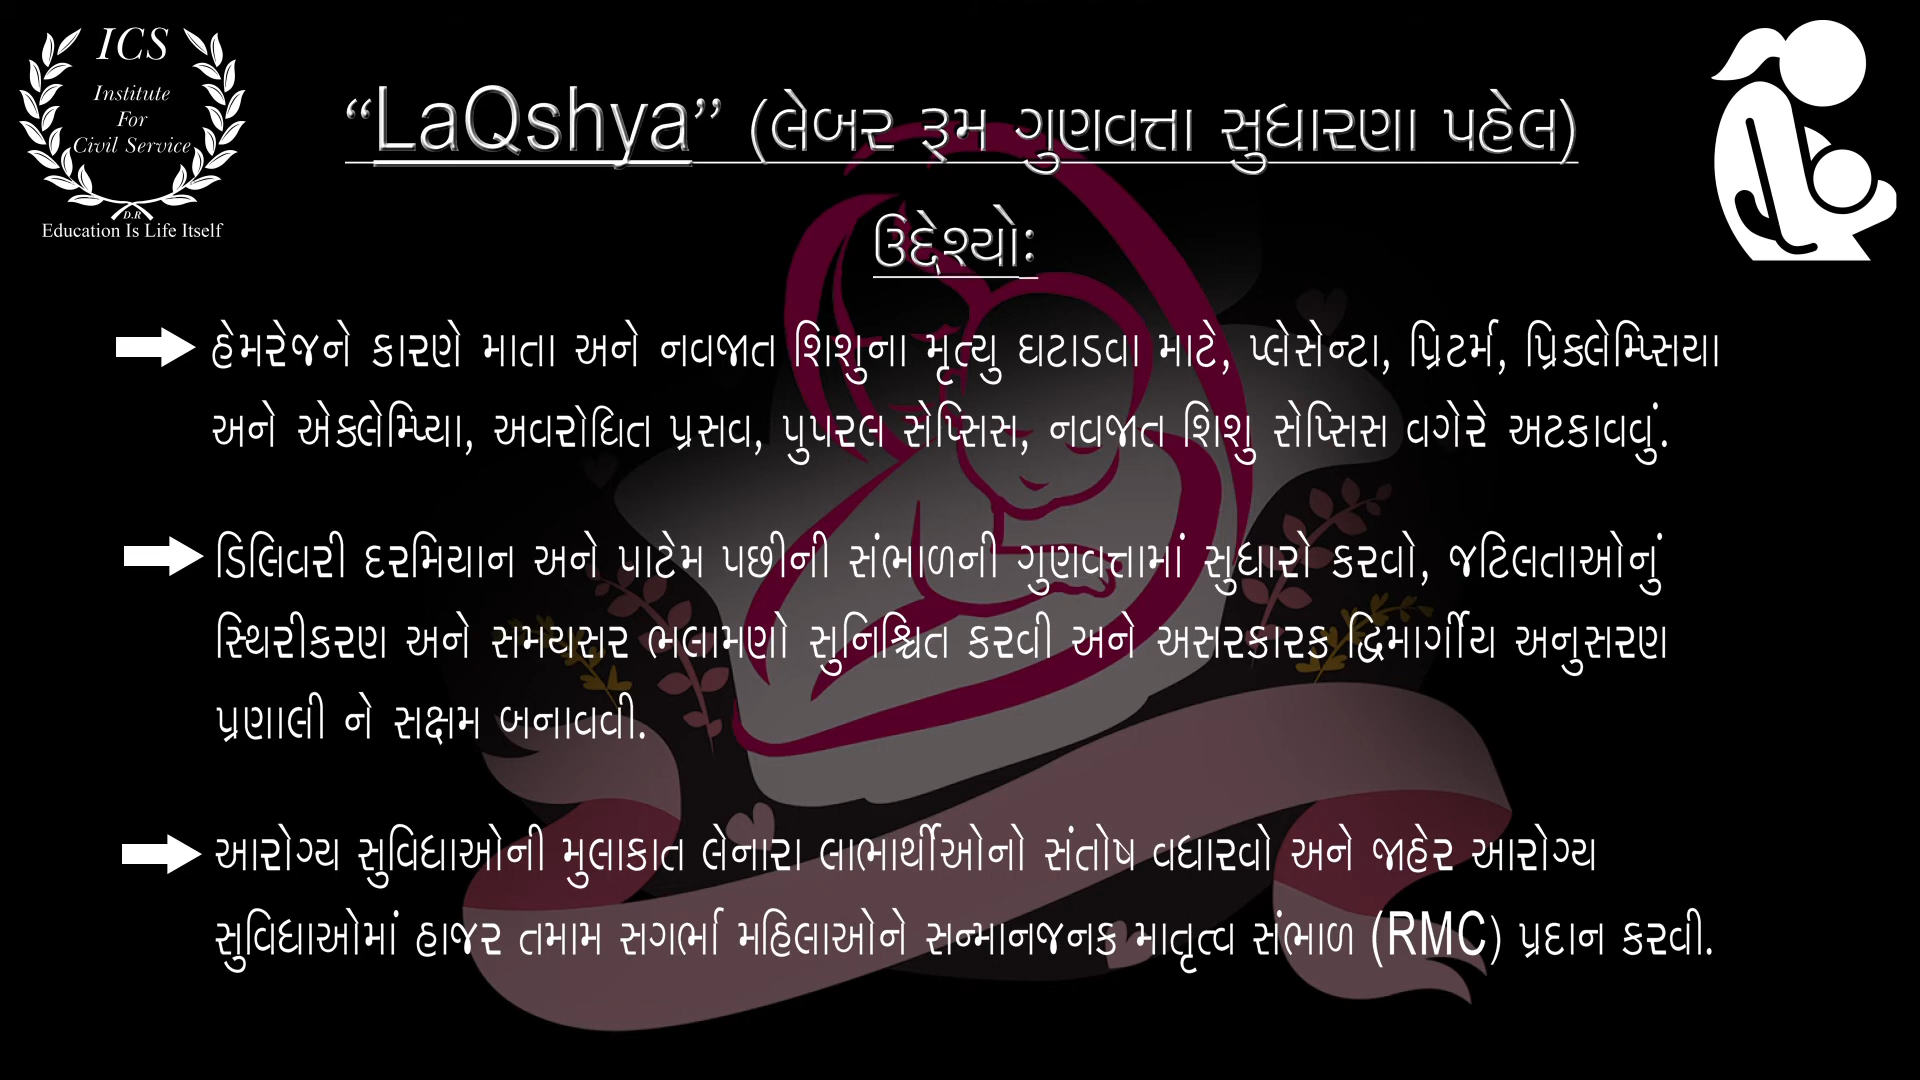 ICS
Institute
For
Civil Service
D.R
Education Is Life Itself
“LaQshya” (લેબર રૂમ ગુણવત્તા સુધારણા પહેલ)
ઉદ્દેશ્યોઃ
હેમરેજને કારણે માતા અને નવજાત શિશુના મૃત્યુ ઘટાડવા માટે, પ્લેસેન્ટા, પ્રિટર્મ, પ્રિક્લેમ્પ્સિયા
અને એક્લેમ્પિયા, અવરોધિત પ્રસવ, પુપરલ સેપ્સિસ, નવજાત શિશુ સેપ્સિસ વગેરે અટકાવવું.
ડિલિવરી દરમિયાન અને પાટેમ પછીની સંભાળની ગુણવત્તામાં સુધારો કરવો, જટિલતાઓનું
સ્થિરીકરણ અને સમયસર ભલામણો સુનિશ્ચિત કરવી અને અસરકારક દ્વિમાર્ગીય અનુસરણ
પ્રણાલી ને સક્ષમ બનાવવી.
આરોગ્ય સુવિધાઓની મુલાકાત લેનારા લાભાર્થીઓનો સંતોષ વધારવો અને જાહેર આરોગ્ય
સુવિધાઓમાં હાજર તમામ સગર્ભા મહિલાઓને સન્માનજનક માતૃત્વ સંભાળ (RMC) પ્રદાન કરવી.